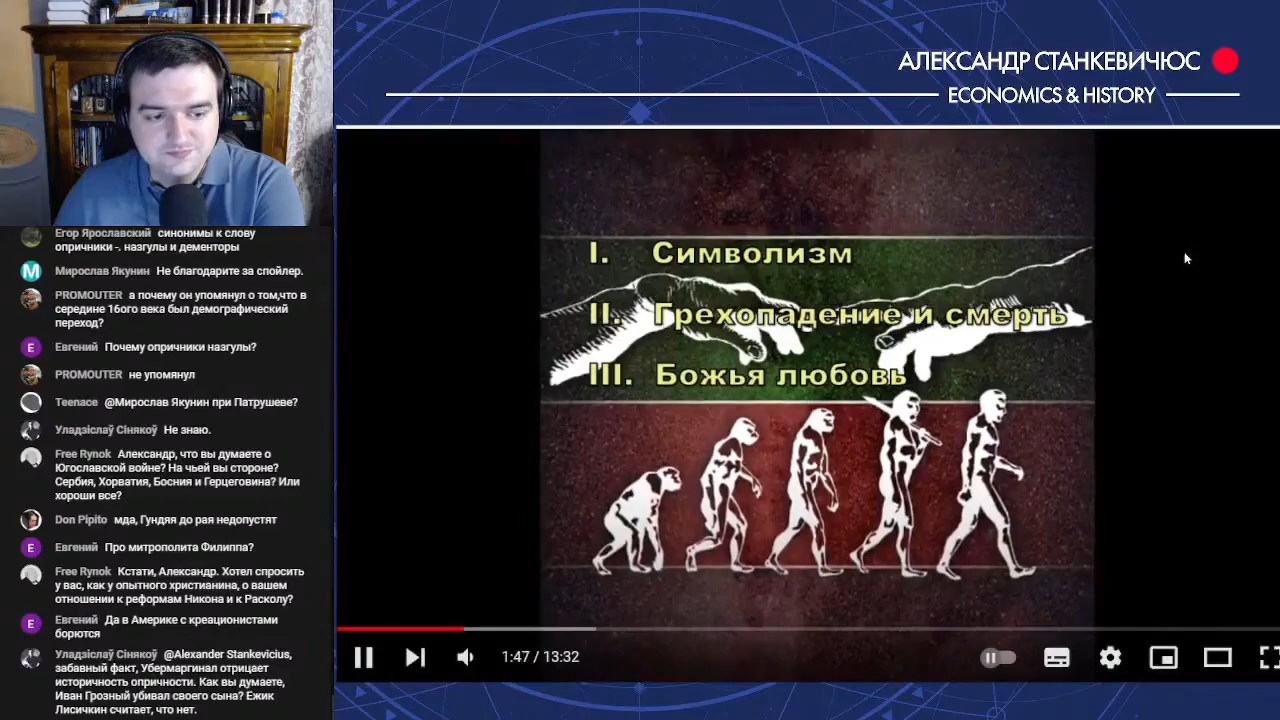 АЛЕКСАНДР СТАНКЕВИЧЮС
ECONOMICS & HISTORY
I. Символизм
II. Грехопадение и смерть
III. Божья любовь
1:47 / 13:32
Егор Ярославский синонимы к слову
опричники -. назгулы и дементоры
М
Мирослав Якунин Не благодарите за спойлер.
PROMOUTER а почему он упомянул о том,что в
середине 16ого века был демографический
переход?
Е
Евгений Почему опричники назгулы?
PROMOUTER не упомянул
Teenace @Мирослав Якунин при Патрушеве?
Уладзіслаў Сінякоў Не знаю.
Free Rynok Александр, что вы думаете о
Югославской войне? На чьей вы стороне?
Сербия, Хорватия, Босния и Герцеговина? Или
хороши все?
Don Pipito мда, Гундяя до рая недопустят
Е
Евгений Про митрополита Филиппа?
Free Rynok Кстати, Александр. Хотел спросить
у вас, как у опытного христианина, о вашем
отношении к реформам Никона и к Расколу?
Е
Евгений Да в Америке с креационистами
борются
Уладзіслаў Сінякоў @Alexander Stankevicius,
забавный факт, Убермаргинал отрицает
историчность опричности. Как вы думаете,
Иван Грозный убивал своего сына? Ежик
Лисичкин считает, что нет.